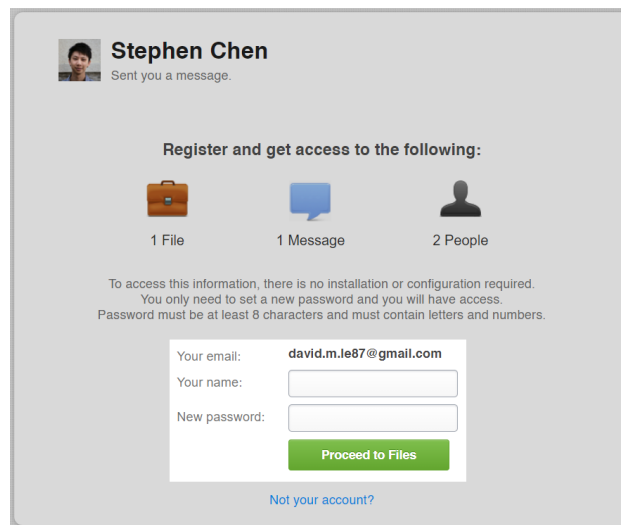 Stephen Chen
Sent you a message.
Register and get access to the following:
1 File
1 Message
2 People
To access this information, there is no installation or configuration required.
You only need to set a new password and you will have access.
Password must be at least 8 characters and must contain letters and numbers.
Your email: david.m.le87@gmail.com
Your name:
New password:
Proceed to Files
Not your account?